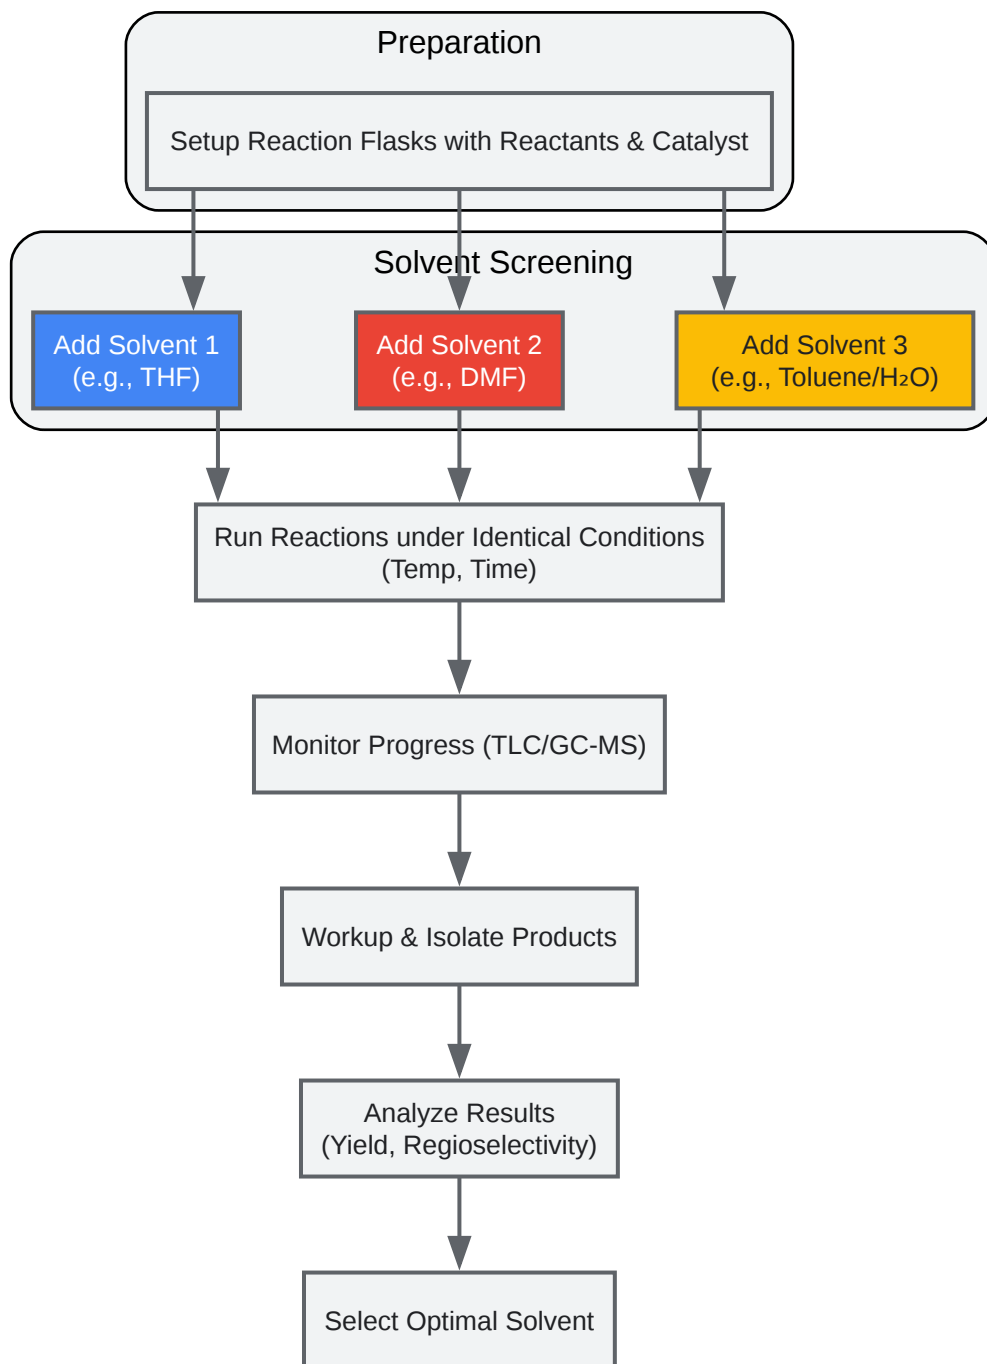 Preparation
Setup Reaction Flasks with Reactants & Catalyst
Solvent Screening
Add Solvent 1
(e.g., THF)
Add Solvent 2
(e.g., DMF)
Add Solvent 3
(e.g., Toluene/H₂O)
Run Reactions under Identical Conditions
(Temp, Time)
Monitor Progress (TLC/GC-MS)
Workup & Isolate Products
Analyze Results
(Yield, Regioselectivity)
Select Optimal Solvent